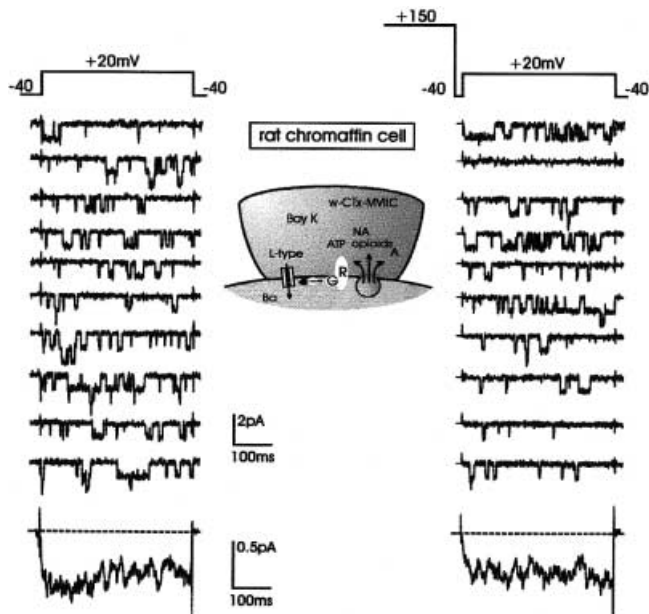 +150
+20mV
-40
-40
-40
+20mV
-40
rat chromaffin cell
w-CTx-MVIIC
Bay K
NA
ATP
opioids
A
L-type
R
Ba
2pA
100ms
0.5pA
100ms